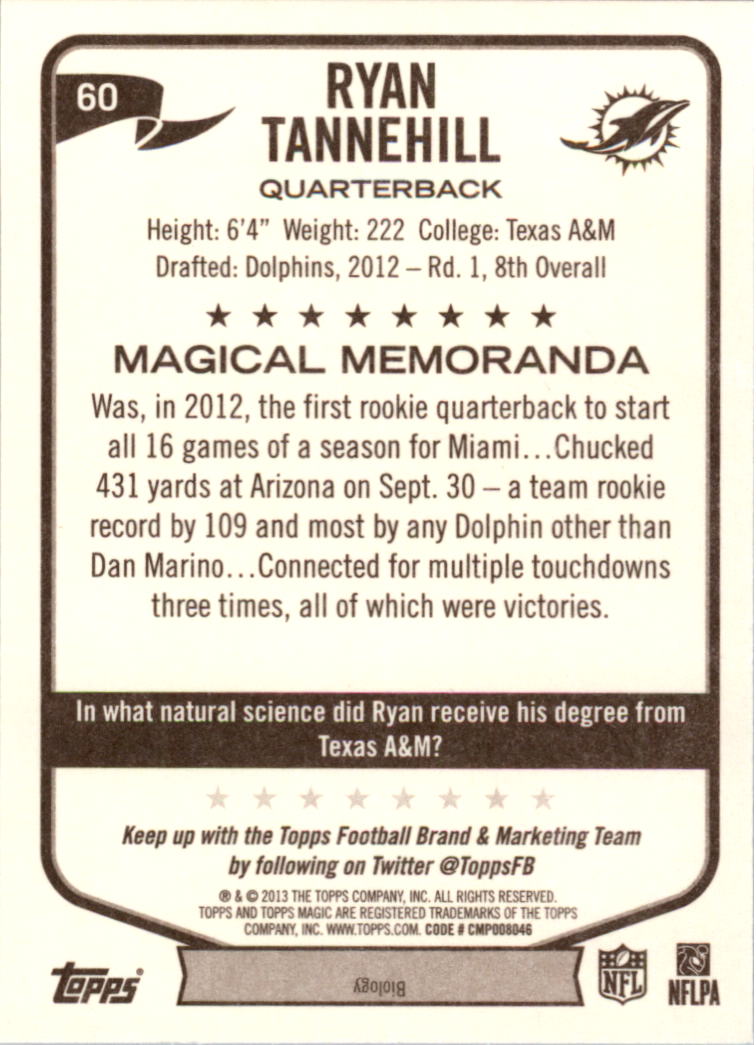 60
RYAN
TANNEHILL
QUARTERBACK
Height: 6'4" Weight: 222 College: Texas A&M
Drafted: Dolphins, 2012 – Rd. 1, 8th Overall
MAGICAL MEMORANDA
Was, in 2012, the first rookie quarterback to start
all 16 games of a season for Miami...Chucked
431 yards at Arizona on Sept. 30 – a team rookie
record by 109 and most by any Dolphin other than
Dan Marino...Connected for multiple touchdowns
three times, all of which were victories.
In what natural science did Ryan receive his degree from
Texas A&M?
Keep up with the Topps Football Brand & Marketing Team
by following on Twitter @ToppsFB
® & © 2013 THE TOPPS COMPANY, INC. ALL RIGHTS RESERVED.
TOPPS AND TOPPS MAGIC ARE REGISTERED TRADEMARKS OF THE TOPPS
COMPANY, INC. WWW.TOPPS.COM. CODE # CMP008046
Topps®
Biology
NFL
NFLPA